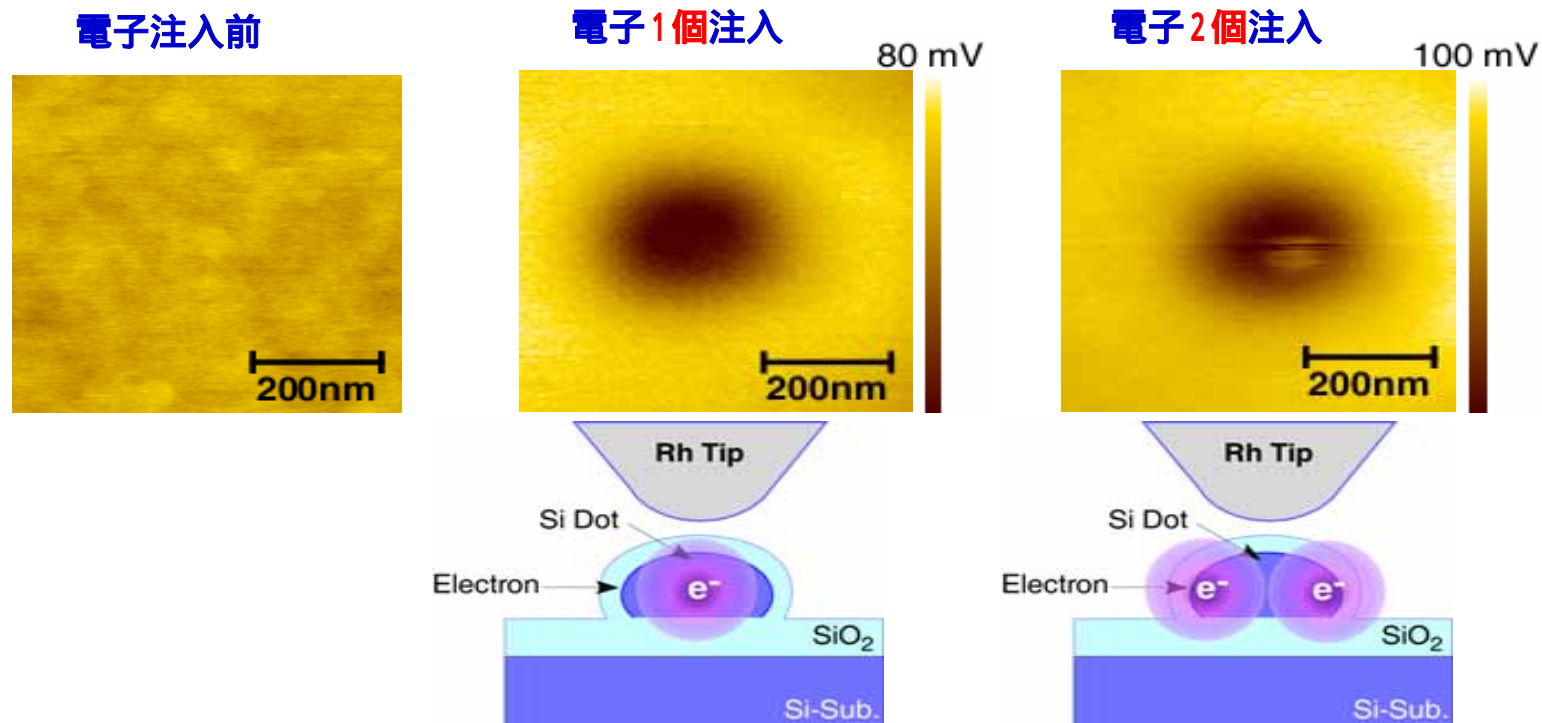 電子注入前
電子1個注入
電子2個注入
80 mV
100 mV
200nm
200nm
200nm
Rh Tip
Si Dot
Electron
e-
SiO2
Si-Sub.
Rh Tip
Si Dot
Electron
e-
e-
SiO2
Si-Sub.